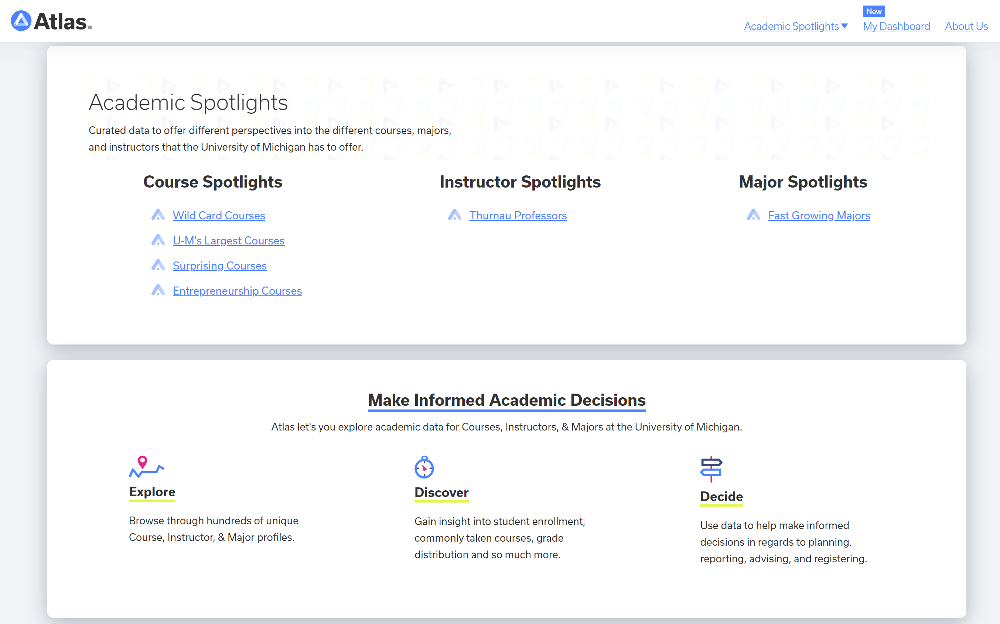 Atlas.
Academic Spotlights
New
My Dashboard
About Us
Academic Spotlights
Curated data to offer different perspectives into the different courses, majors,
and instructors that the University of Michigan has to offer.
Course Spotlights
Wild Card Courses
U-M's Largest Courses
Surprising Courses
Entrepreneurship Courses
Instructor Spotlights
Thurnau Professors
Major Spotlights
Fast Growing Majors
Make Informed Academic Decisions
Atlas let's you explore academic data for Courses, Instructors, & Majors at the University of Michigan.
Explore
Browse through hundreds of unique
Course, Instructor, & Major profiles.
Discover
Gain insight into student enrollment,
commonly taken courses, grade
distribution and so much more.
Decide
Use data to help make informed
decisions in regards to planning.
reporting, advising, and registering.